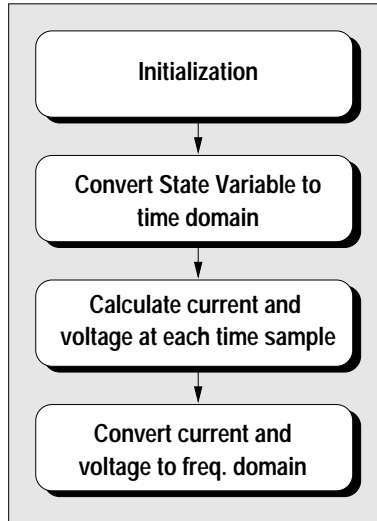 Initialization
Convert State Variable to
time domain
Calculate current and
voltage at each time sample
Convert current and
voltage to freq. domain